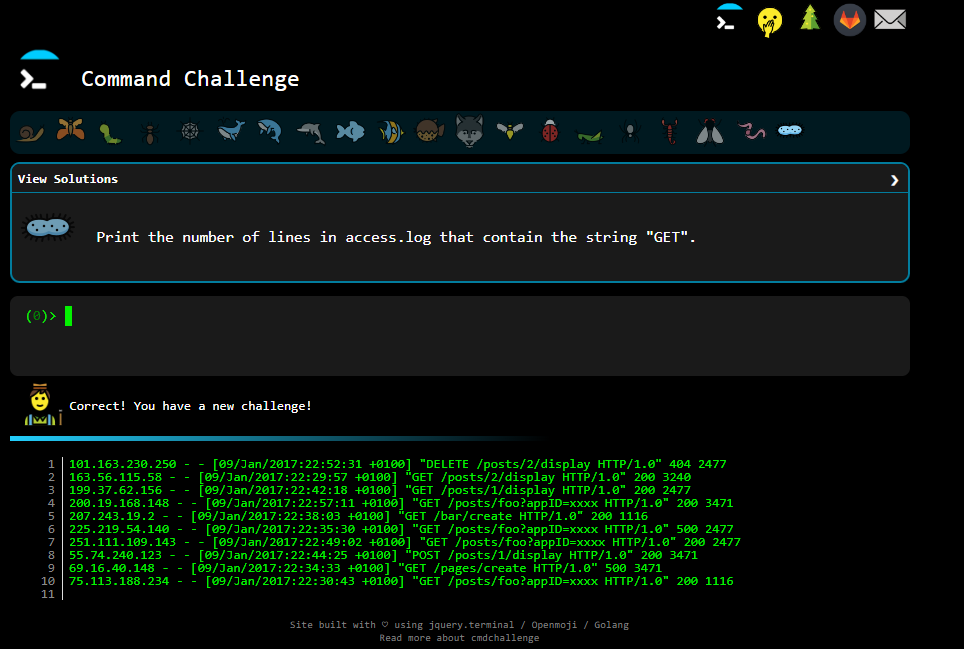 Command Challenge
View Solutions
Print the number of lines in access.log that contain the string "GET".
(0)>
Correct! You have a new challenge!
1 101.163.230.250 - - [09/Jan/2017:22:52:31 +0100] "DELETE /posts/2/display HTTP/1.0" 404 2477
2 163.56.115.58 - - [09/Jan/2017:22:29:57 +0100] "GET /posts/2/display HTTP/1.0" 200 3240
3 199.37.62.156 - - [09/Jan/2017:22:42:18 +0100] "GET /posts/1/display HTTP/1.0" 200 2477
4 200.19.168.148 - - [09/Jan/2017:22:57:11 +0100] "GET /posts/foo?appID=xxxx HTTP/1.0" 200 3471
5 207.243.19.2 - - [09/Jan/2017:22:38:03 +0100] "GET /bar/create HTTP/1.0" 200 1116
6 225.219.54.140 - - [09/Jan/2017:22:35:30 +0100] "GET /posts/foo?appID=xxxx HTTP/1.0" 500 2477
7 251.111.109.143 - - [09/Jan/2017:22:49:02 +0100] "GET /posts/foo?appID=xxxx HTTP/1.0" 200 2477
8 55.74.240.123 - - [09/Jan/2017:22:44:25 +0100] "POST /posts/1/display HTTP/1.0" 200 3471
9 69.16.40.148 - - [09/Jan/2017:22:34:33 +0100] "GET /pages/create HTTP/1.0" 500 3471
10 75.113.188.234 - - [09/Jan/2017:22:30:43 +0100] "GET /posts/foo?appID=xxxx HTTP/1.0" 200 1116
11
Site built with ♡ using jquery.terminal / Openmoji / Golang
Read more about cmdchallenge